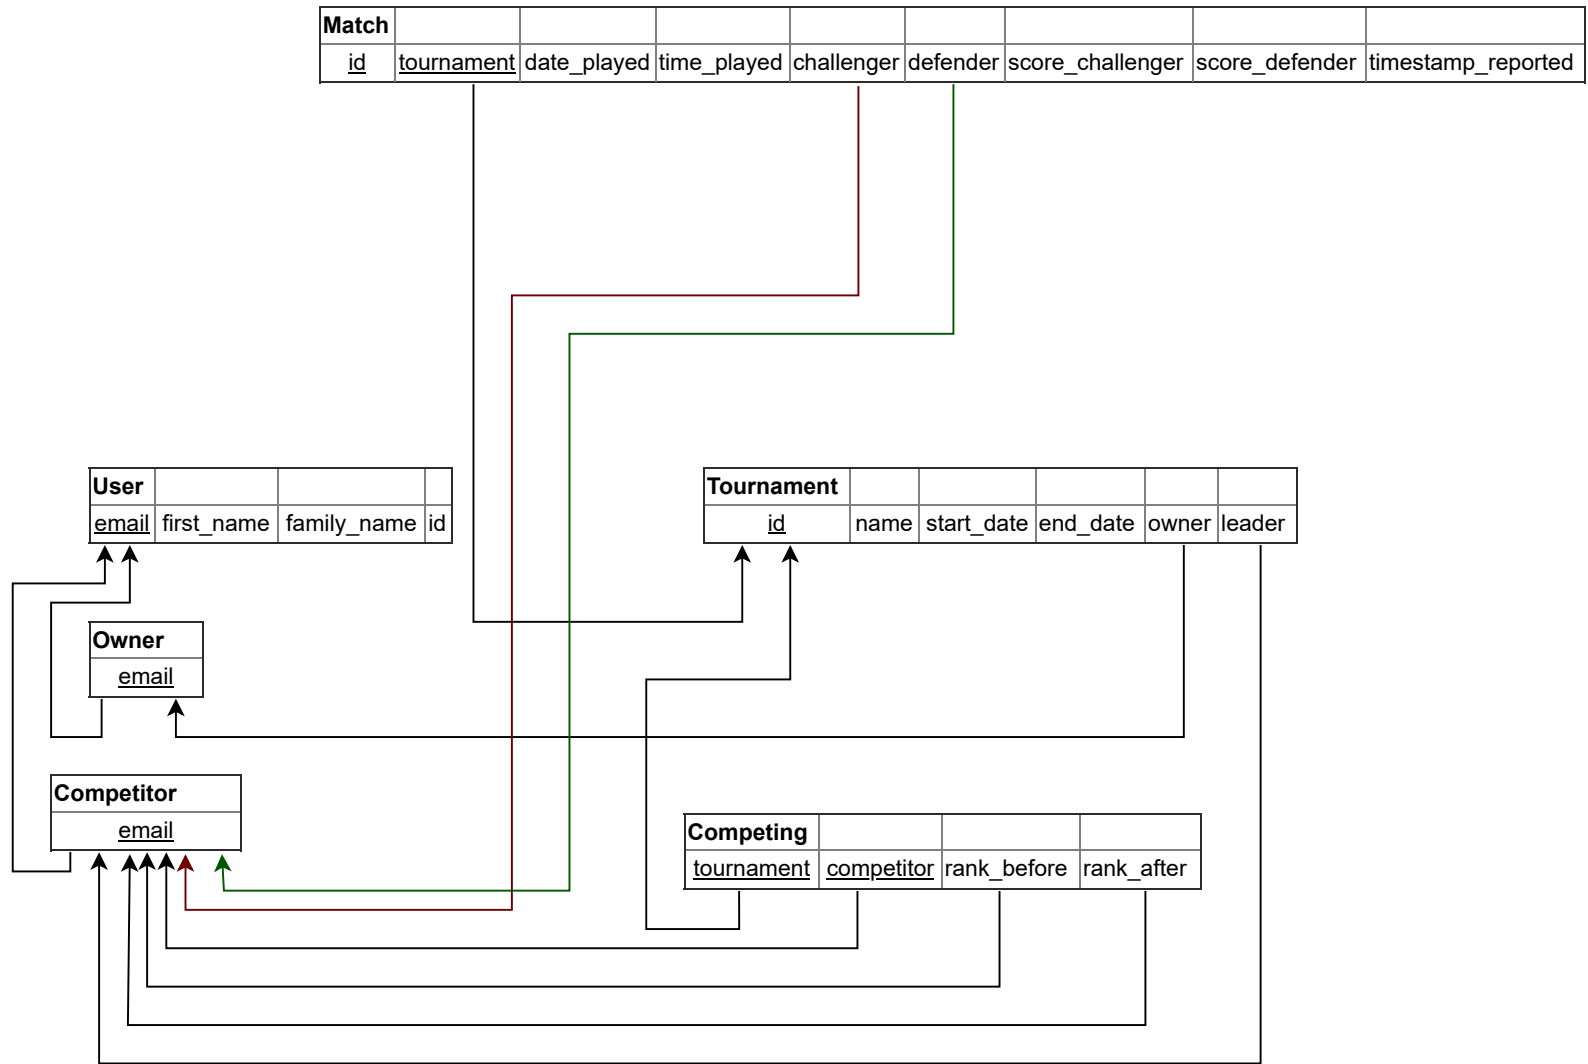 Match
id tournament date_played time_played challenger defender score_challenger score_defender timestamp_reported
User
email first_name family_name id
Tournament
id name start_date end_date owner leader
Owner
email
Competitor
email
Competing
tournament competitor rank_before rank_after